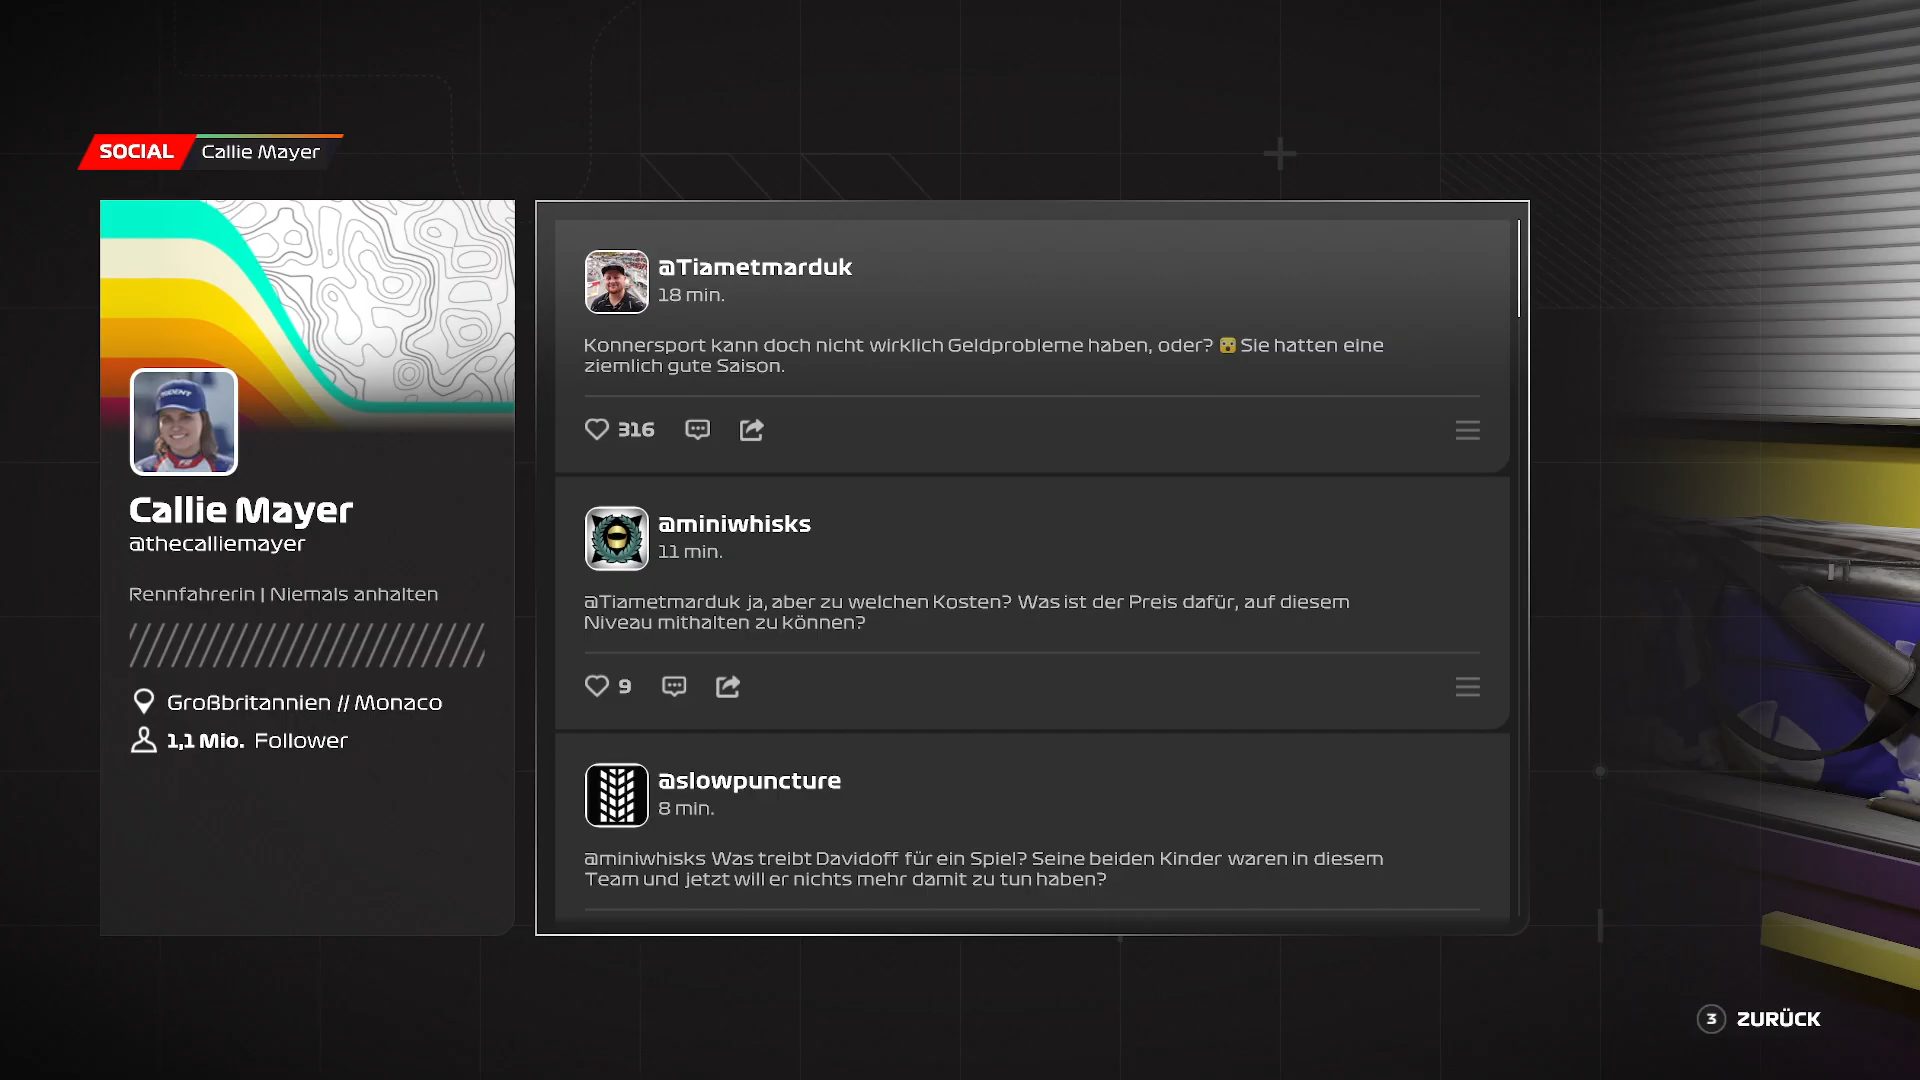 SOCIAL Callie Mayer
Callie Mayer
@thecalliemayer
Rennfahrerin | Niemals anhalten
Großbritannien // Monaco
1,1 Mio. Follower
@Tiametmarduk
18 min.
Konnersport kann doch nicht wirklich Geldprobleme haben, oder? 😮 Sie hatten eine
ziemlich gute Saison.
316
@miniwhisks
11 min.
@Tiametmarduk ja, aber zu welchen Kosten? Was ist der Preis dafür, auf diesem
Niveau mithalten zu können?
9
@slowpuncture
8 min.
@miniwhisks Was treibt Davidoff für ein Spiel? Seine beiden Kinder waren in diesem
Team und jetzt will er nichts mehr damit zu tun haben?
3 ZURÜCK